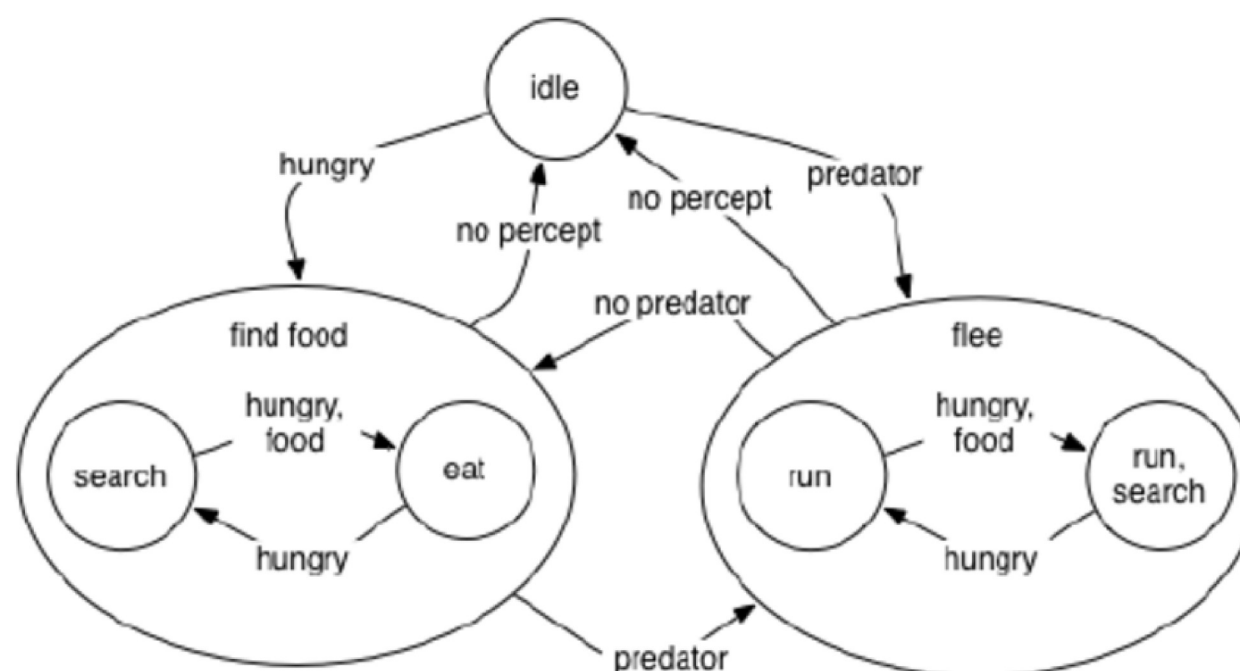 idle
hungry
predator
no percept
no percept
no predator
find food
flee
hungry,
food
hungry,
food
search
eat
run
run,
search
hungry
hungry
predator